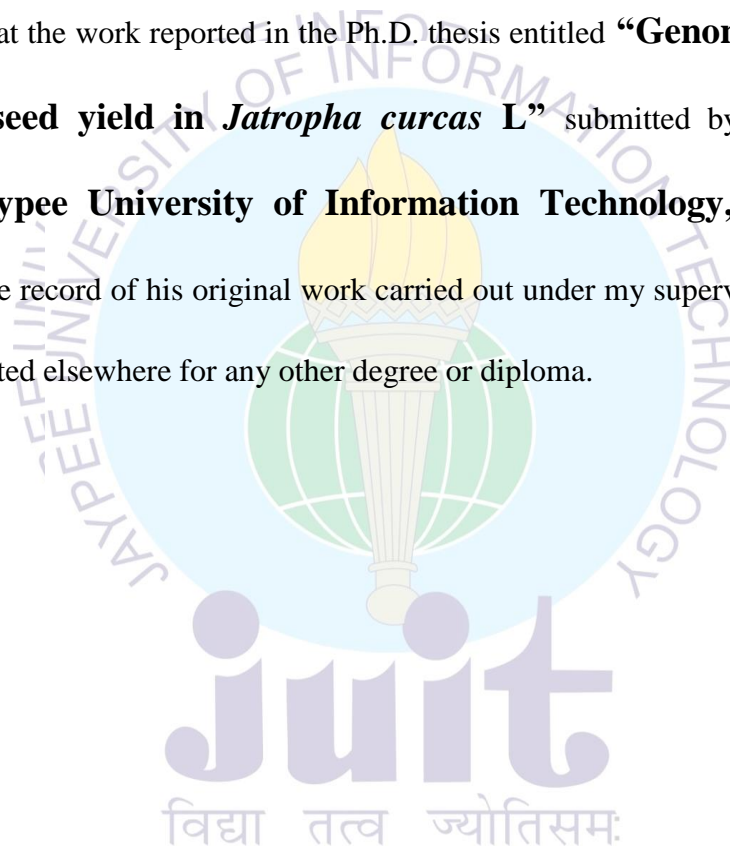 at the work reported in the Ph.D. thesis entitled “Genor
seed yield in Jatropha curcas L” submitted by
ypee University of Information Technology,
e record of his original work carried out under my superv
ted elsewhere for any other degree or diploma.
JAYPEE UNIVERSITY OF INFORMATION TECHNOLOGY
juit
विद्या तत्व ज्योतिसमः